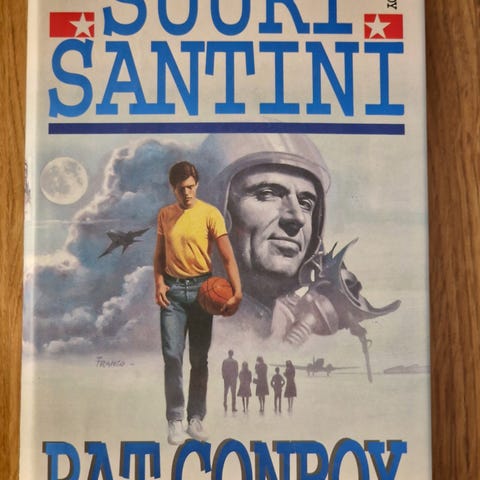 SUURI
SANTINI
FRANCO
PAT CONROY